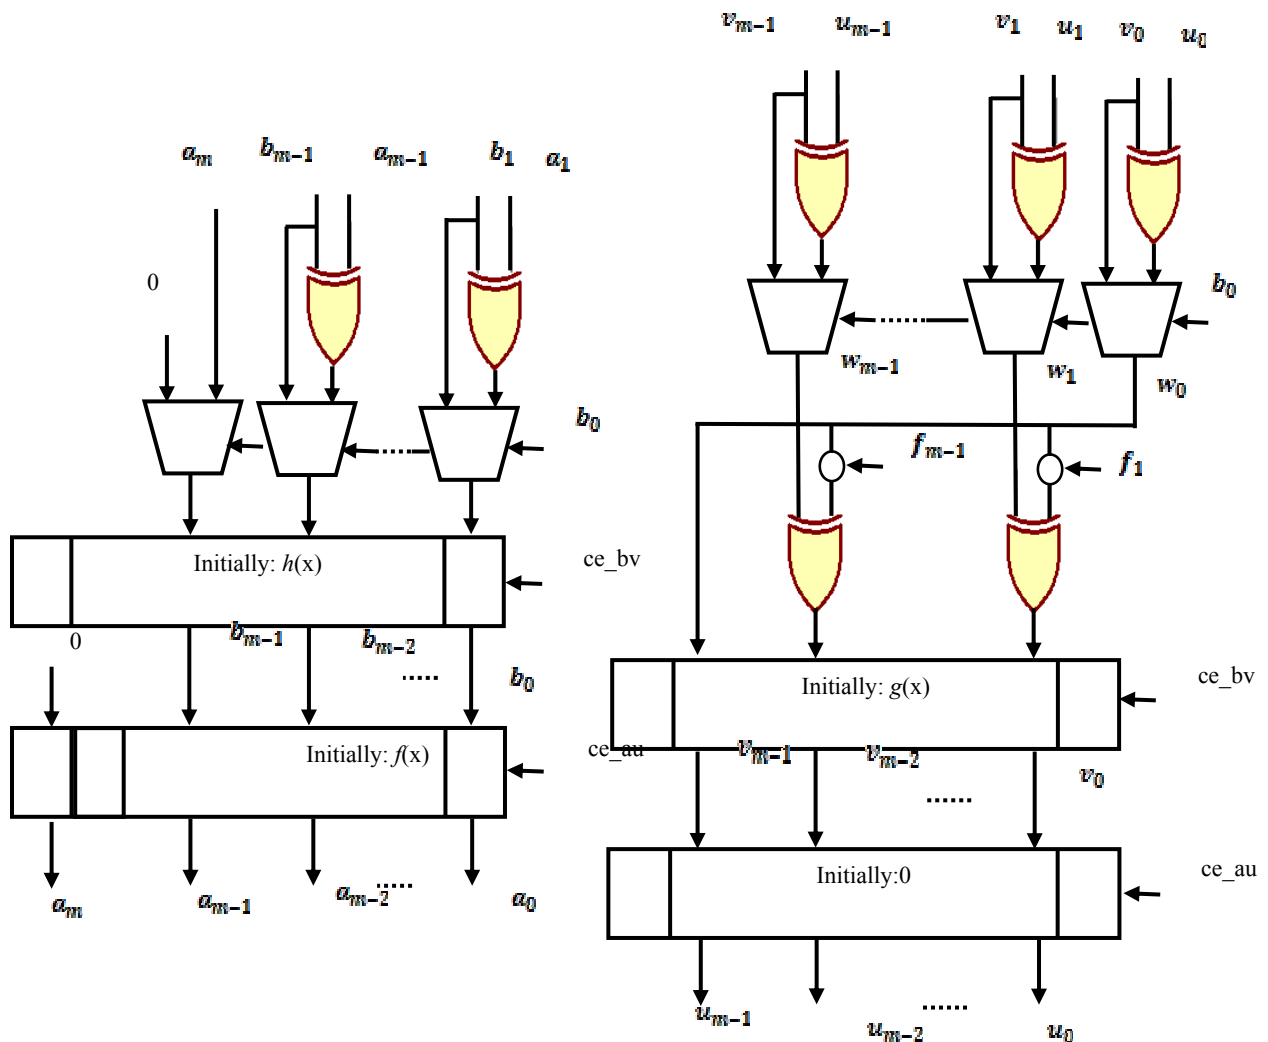 v_{m-1} u_{m-1} v_1 u_1 v_0 u_0
a_m b_{m-1} a_{m-1} b_1 a_1
0
b_0
w_{m-1} w_1 w_0
b_0
f_{m-1} f_1
Initially: h(x)
ce_bv
0
b_{m-1} b_{m-2} b_0
Initially: g(x)
ce_bv
Initially: f(x)
ce_au
v_{m-1} v_{m-2} v_0
Initially:0
ce_au
a_m a_{m-1} a_{m-2} a_0
u_{m-1} u_{m-2} u_0